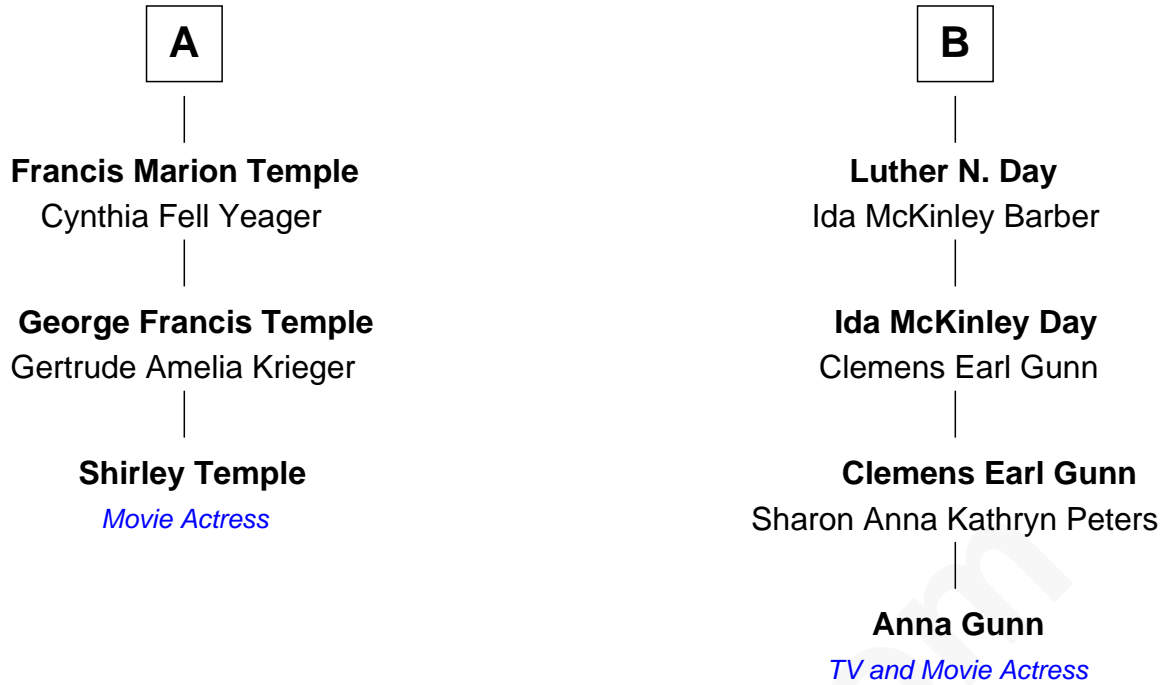 A
Francis Marion Temple
Cynthia Fell Yeager
George Francis Temple
Gertrude Amelia Krieger
Shirley Temple
Movie Actress
B
Luther N. Day
Ida McKinley Barber
Ida McKinley Day
Clemens Earl Gunn
Clemens Earl Gunn
Sharon Anna Kathryn Peters
Anna Gunn
TV and Movie Actress